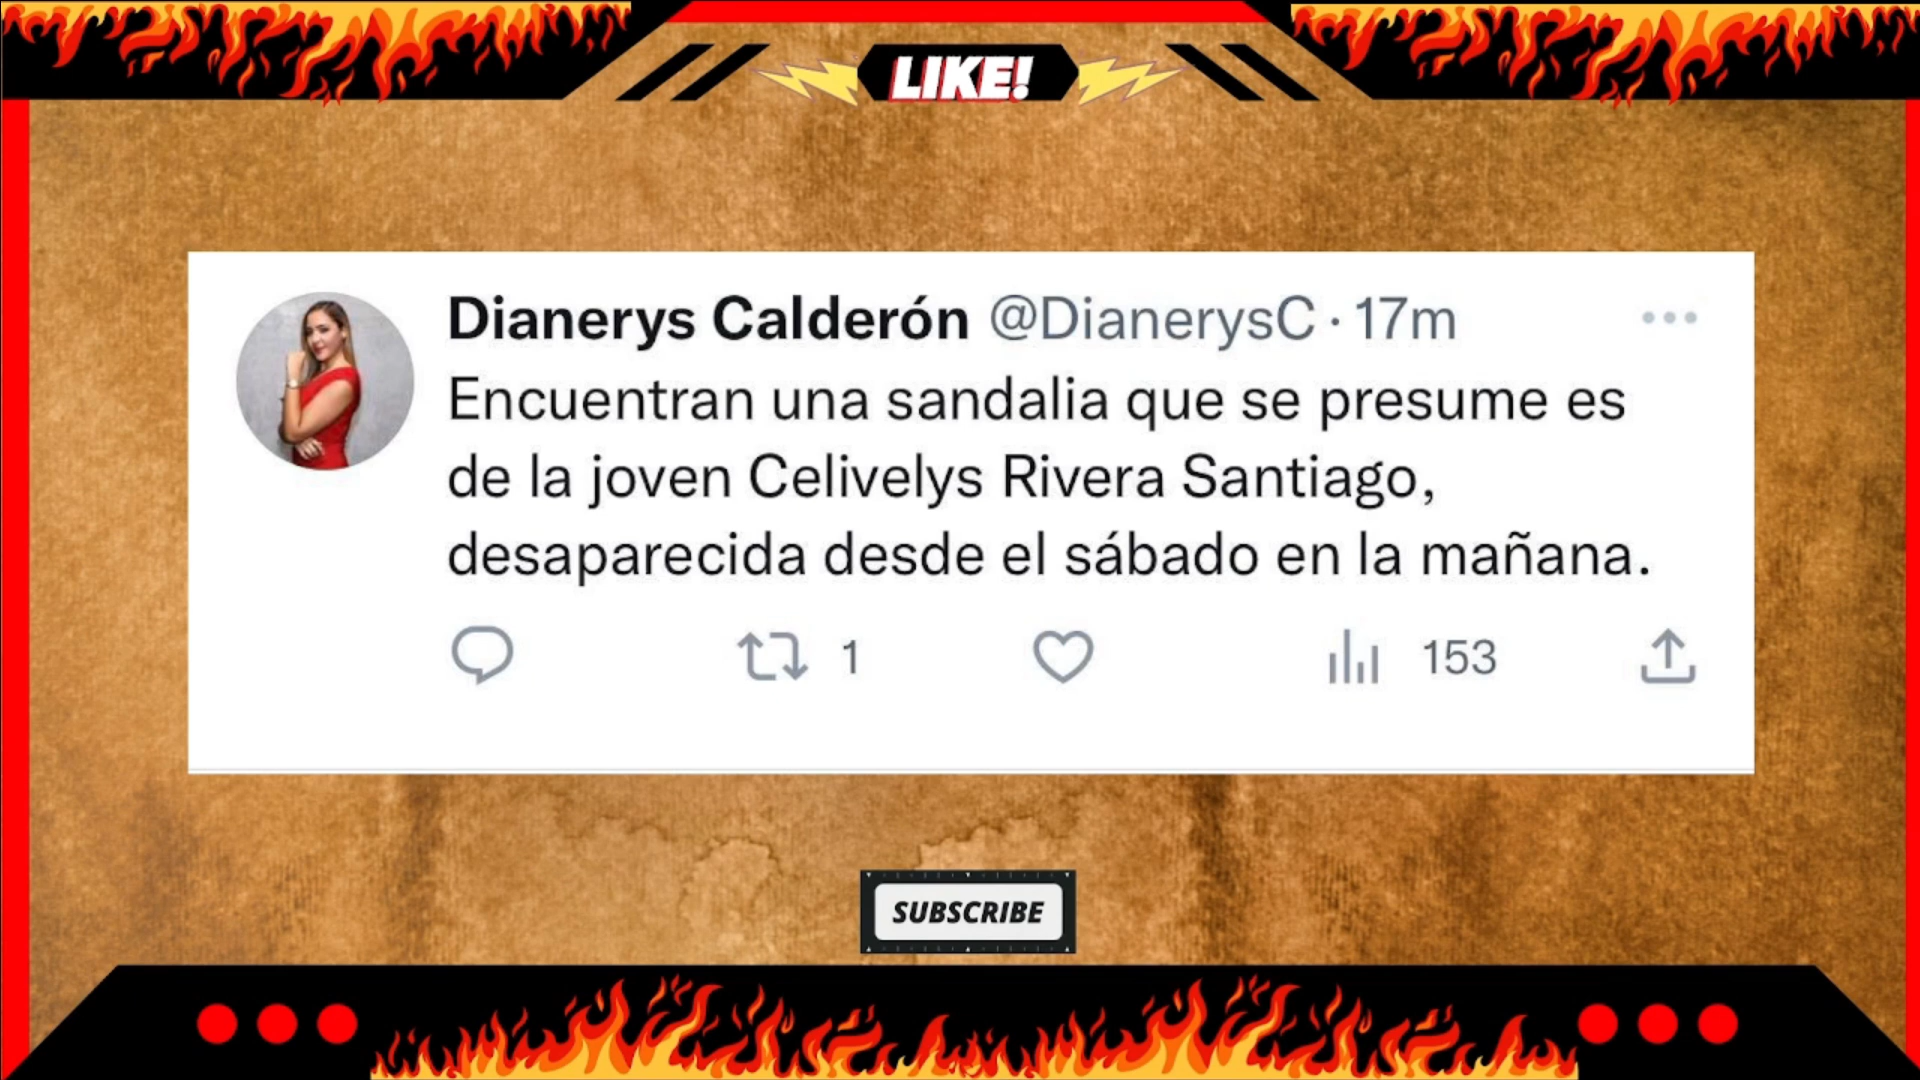 LIKE!
Dianerys Calderón @DianerysC · 17m
Encuentran una sandalia que se presume es
de la joven Celivelys Rivera Santiago,
desaparecida desde el sábado en la mañana.
1 153
SUBSCRIBE